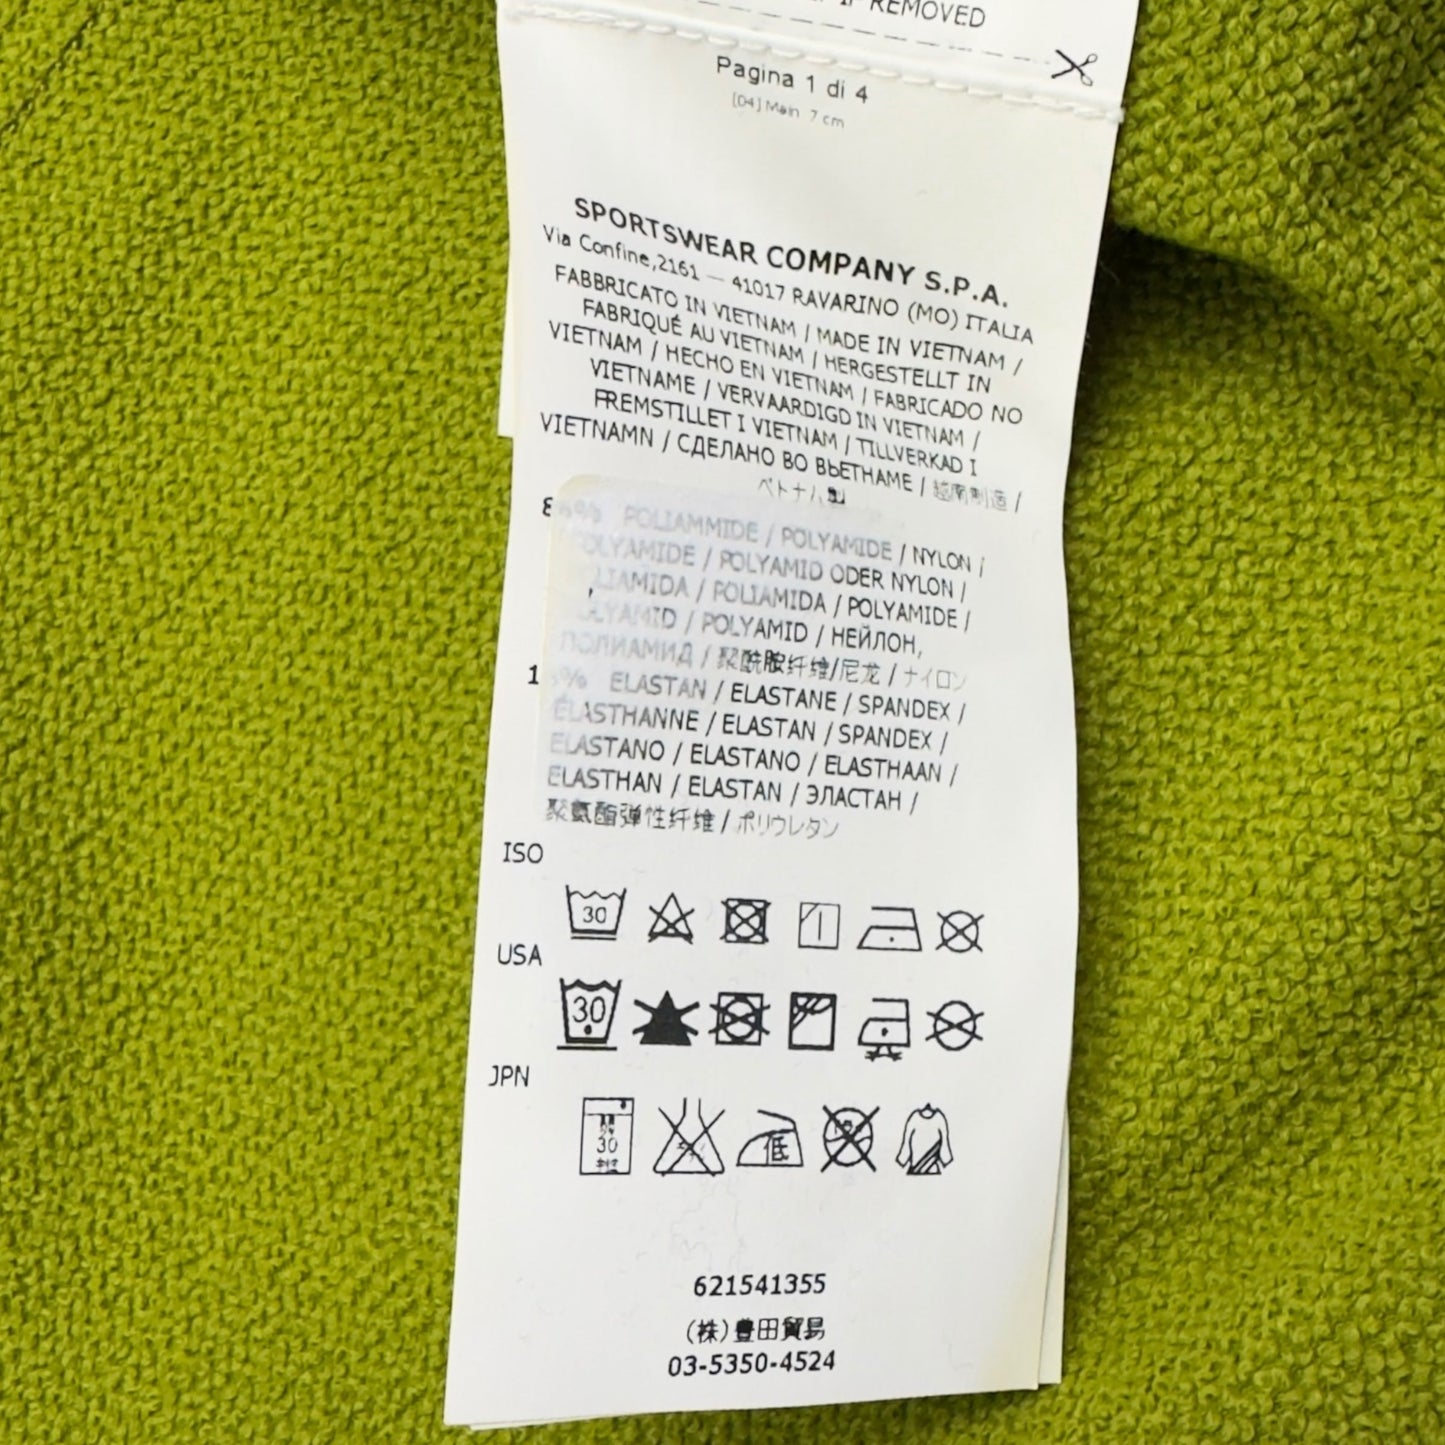 IF REMOVED
Pagina 1 di 4
[04] Main 7 cm
SPORTSWEAR COMPANY S.P.A.
Via Confine,2161 — 41017 RAVARINO (MO) ITALIA
FABBRICATO IN VIETNAM / MADE IN VIETNAM /
FABRIQUÉ AU VIETNAM / HERGESTELLT IN
VIETNAM / HECHO EN VIETNAM / FABRICADO NO
VIETNAME / VERVAARDIGD IN VIETNAM /
FREMSTILLET I VIETNAM / TILLVERKAD I
VIETNAMN / СДЕЛАНО ВО ВЬЕТНАМЕ / 越南制造 /
ベトナム製
POLIAMMIDE / POLYAMIDE / NYLON /
POLYAMIDE / POLYAMID ODER NYLON /
POLIAMIDA / POLIAMIDA / POLYAMIDE /
POLYAMID / POLYAMID / НЕЙЛОН,
ПОЛИАМИД / 聚酰胺纤维/尼龙 / ナイロン
ELASTAN / ELASTANE / SPANDEX /
ÉLASTHANNE / ELASTAN / SPANDEX /
ELASTANO / ELASTANO / ELASTHAAN /
ELASTHAN / ELASTAN / ЭЛАСТАН /
聚氨酯弹性纤维 / ポリウレタン
ISO
30
USA
30
JPN
30
低
621541355
(株)豊田貿易
03-5350-4524